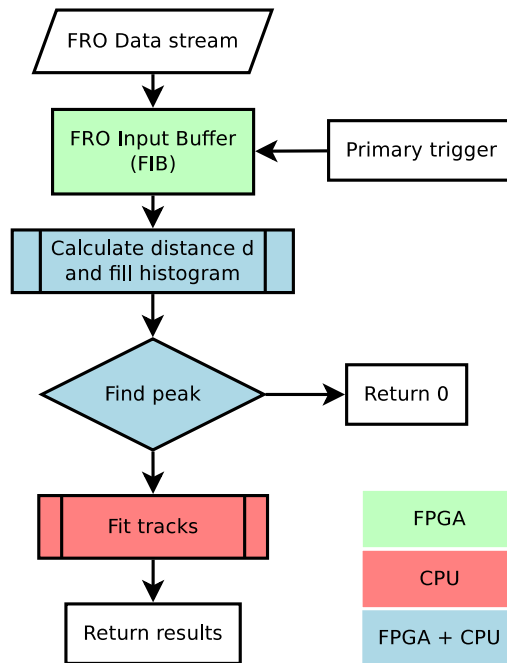 FRO Data stream
FRO Input Buffer
(FIB)
Primary trigger
Calculate distance d
and fill histogram
Find peak
Return 0
Fit tracks
Return results
FPGA
CPU
FPGA + CPU